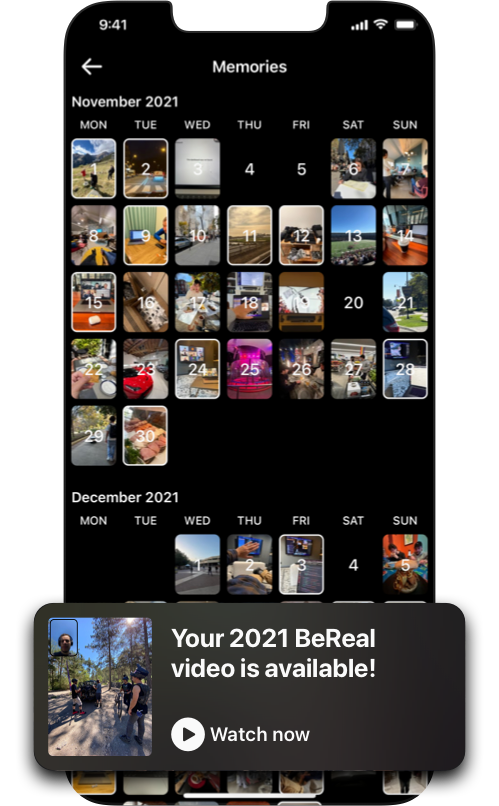 9:41
Memories
November 2021
MON TUE WED THU FRI SAT SUN
1 2 3 4 5 6 7
8 9 10 11 12 13 14
15 16 17 18 19 20 21
22 23 24 25 26 27 28
29 30
December 2021
MON TUE WED THU FRI SAT SUN
1 2 3 4 5
Your 2021 BeReal
video is available!
Watch now